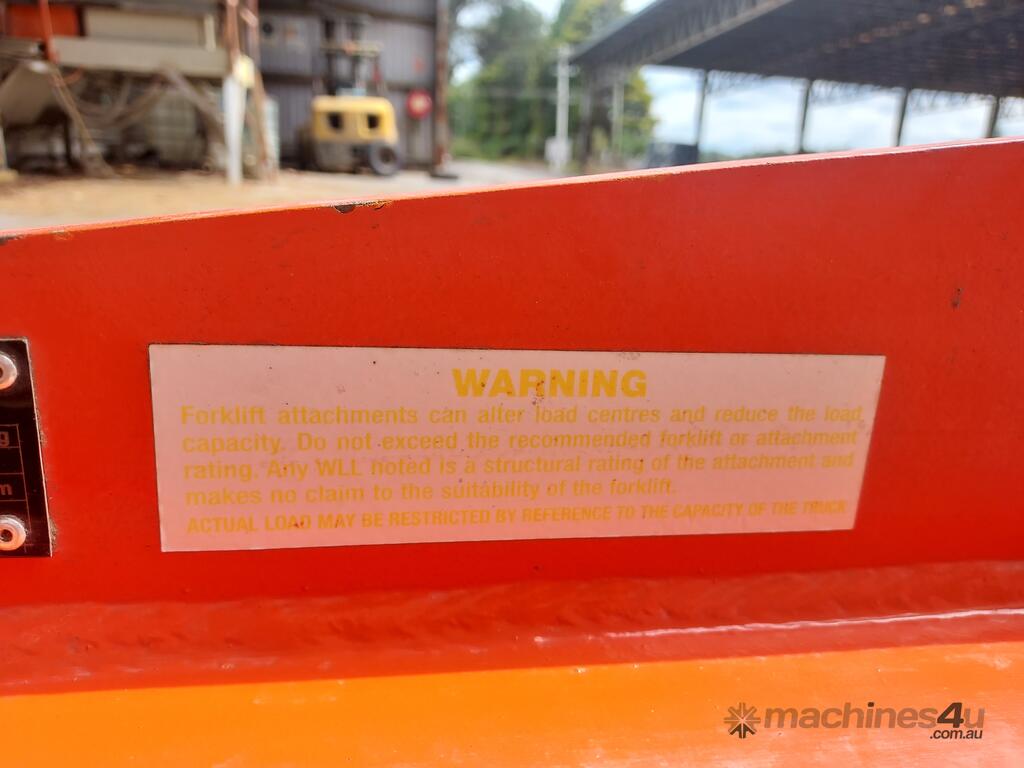 WARNING
Forklift attachments can alter load centres and reduce the load
capacity. Do not exceed the recommended forklift or attachment
rating. Any WLL noted is a structural rating of the attachment and
makes no claim to the suitability of the forklift.
ACTUAL LOAD MAY BE RESTRICTED BY REFERENCE TO THE CAPACITY OF THE TRUCK
g
m
machines4u
.com.au